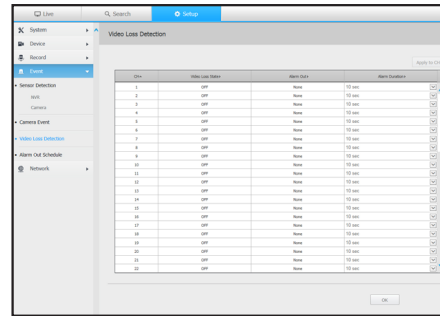 Live
Search
Setup
System
Device
Record
Event
Sensor Detection
NVR
Camera
Camera Event
Video Loss Detection
Alarm Out Schedule
Network
Video Loss Detection
Apply to CH
CH Video Loss State Alarm Out Alarm Duration
1 OFF None 10 sec
2 OFF None 10 sec
3 OFF None 10 sec
4 OFF None 10 sec
5 OFF None 10 sec
6 OFF None 10 sec
7 OFF None 10 sec
8 OFF None 10 sec
9 OFF None 10 sec
10 OFF None 10 sec
11 OFF None 10 sec
12 OFF None 10 sec
13 OFF None 10 sec
14 OFF None 10 sec
15 OFF None 10 sec
16 OFF None 10 sec
17 OFF None 10 sec
18 OFF None 10 sec
19 OFF None 10 sec
20 OFF None 10 sec
21 OFF None 10 sec
22 OFF None 10 sec
OK